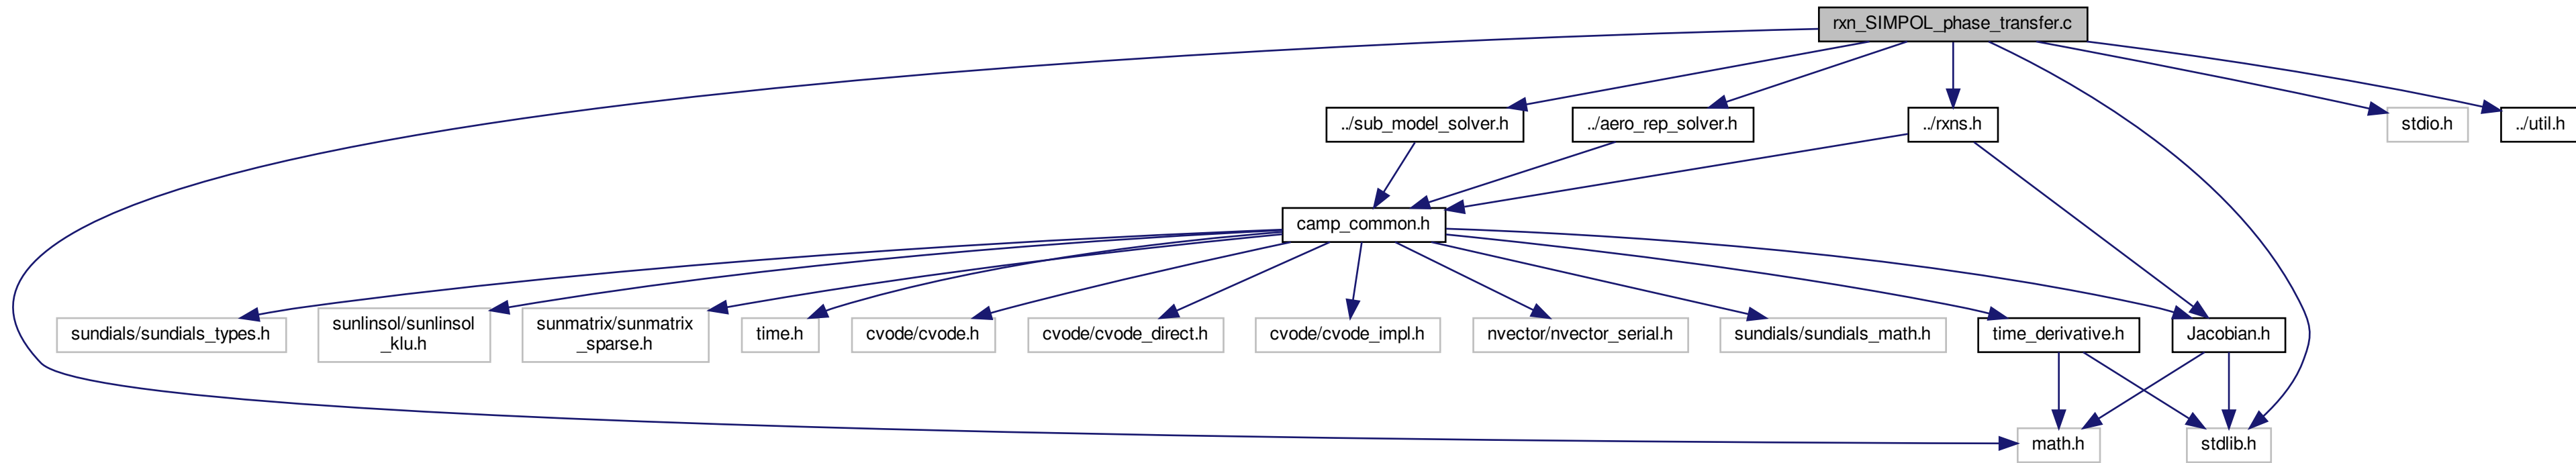 rxn_SIMPOL_phase_transfer.c
../sub_model_solver.h
../aero_rep_solver.h
../rxns.h
stdio.h
../util.h
camp_common.h
sundials/sundials_types.h
sunlinsol/sunlinsol
_klu.h
sunmatrix/sunmatrix
_sparse.h
time.h
cvode/cvode.h
cvode/cvode_direct.h
cvode/cvode_impl.h
nvector/nvector_serial.h
sundials/sundials_math.h
time_derivative.h
Jacobian.h
math.h
stdlib.h